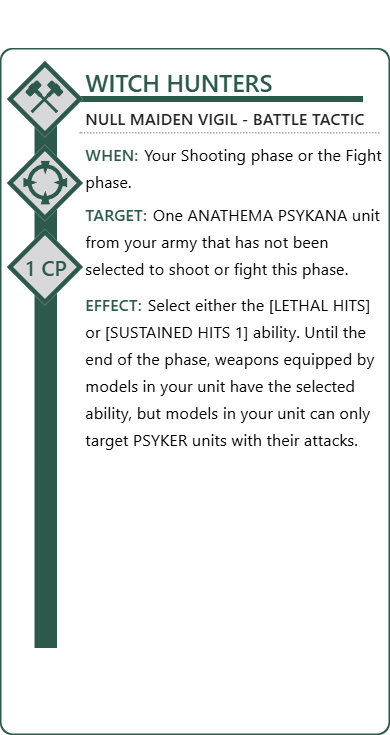 WITCH HUNTERS
NULL MAIDEN VIGIL - BATTLE TACTIC
WHEN: Your Shooting phase or the Fight
phase.
TARGET: One ANATHEMA PSYKANA unit
from your army that has not been
selected to shoot or fight this phase.
1 CP
EFFECT: Select either the [LETHAL HITS]
or [SUSTAINED HITS 1] ability. Until the
end of the phase, weapons equipped by
models in your unit have the selected
ability, but models in your unit can only
target PSYKER units with their attacks.